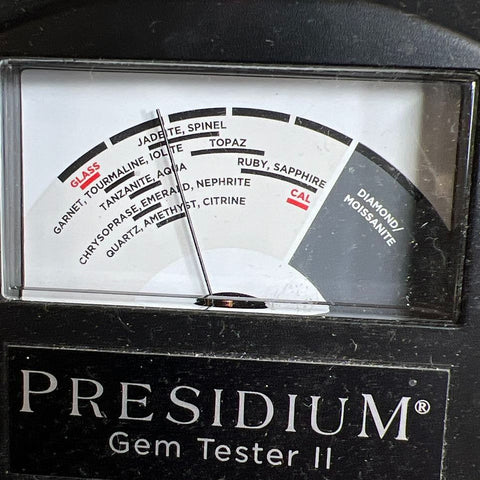 JADEITE, SPINEL
TOPAZ
RUBY, SAPPHIRE
GLASS
GARNET, TOURMALINE, IOLITE
TANZANITE, AQUA
CHRYSOPRASE, EMERALD, NEPHRITE
QUARTZ, AMETHYST, CITRINE
CAL
DIAMOND/
MOISSANITE
PRESIDIUM®
Gem Tester II